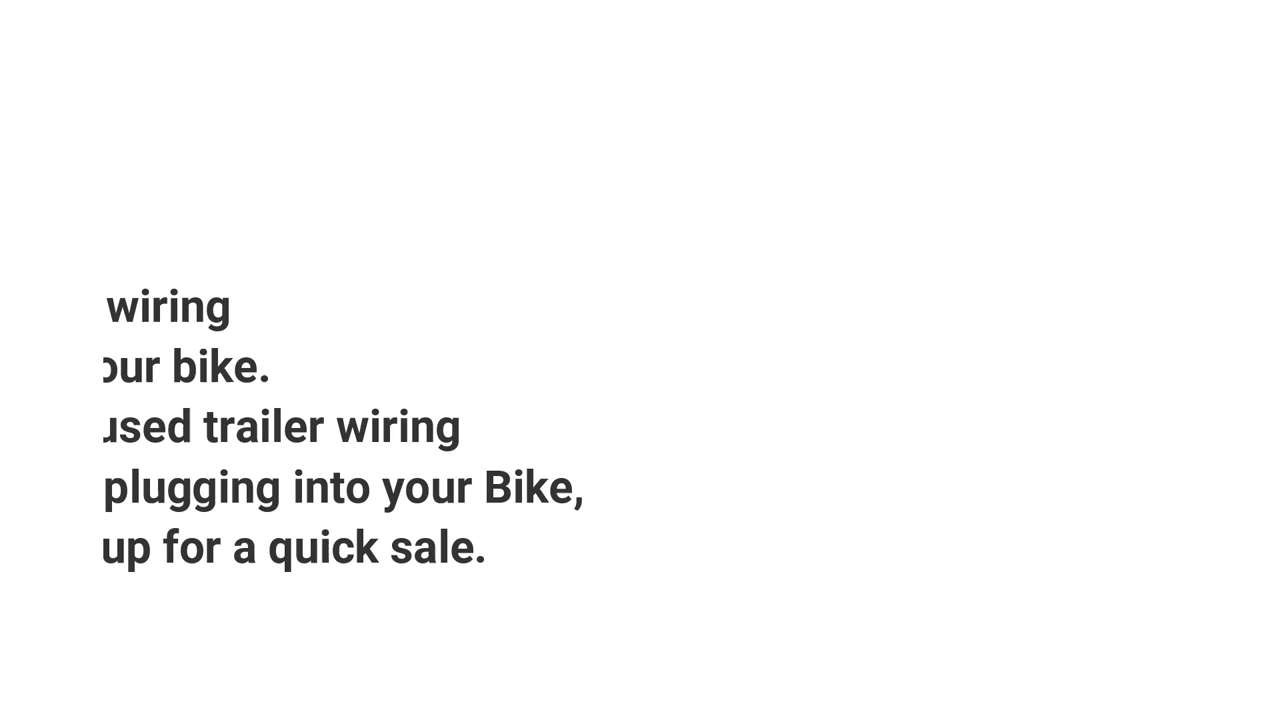 wiring
our bike.
used trailer wiring
plugging into your Bike,
up for a quick sale.